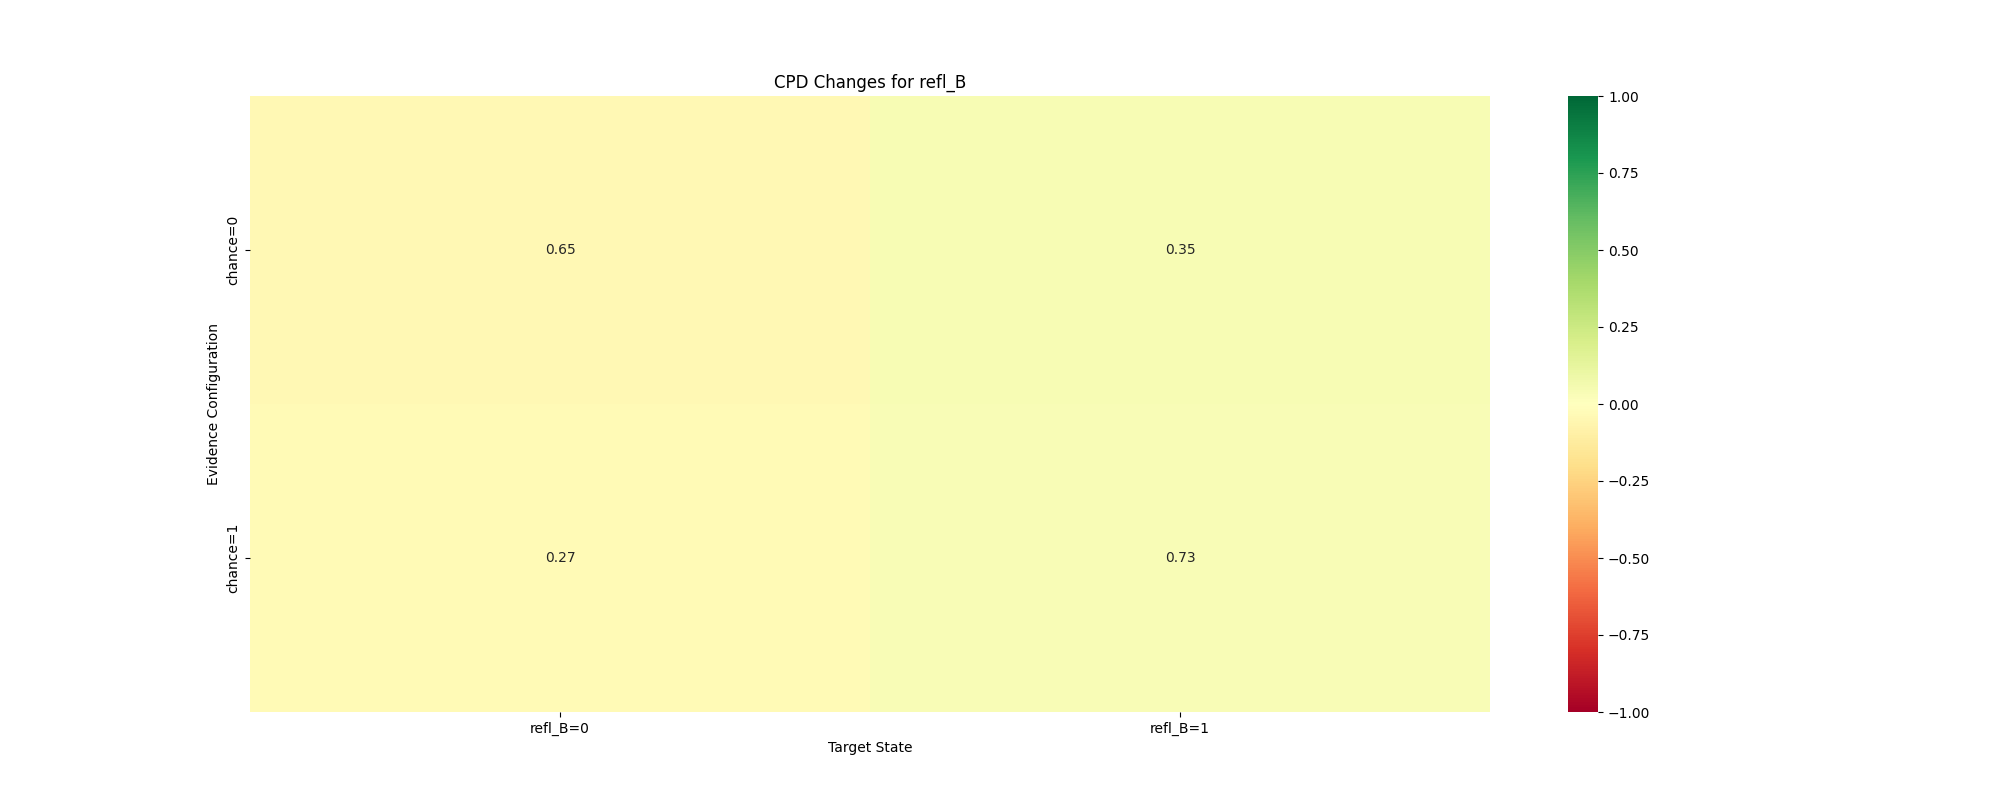 CPD Changes for refl_B
Evidence Configuration
chance=0
chance=1
0.65
0.35
0.27
0.73
refl_B=0
refl_B=1
Target State
1.00
0.75
0.50
0.25
0.00
−0.25
−0.50
−0.75
−1.00